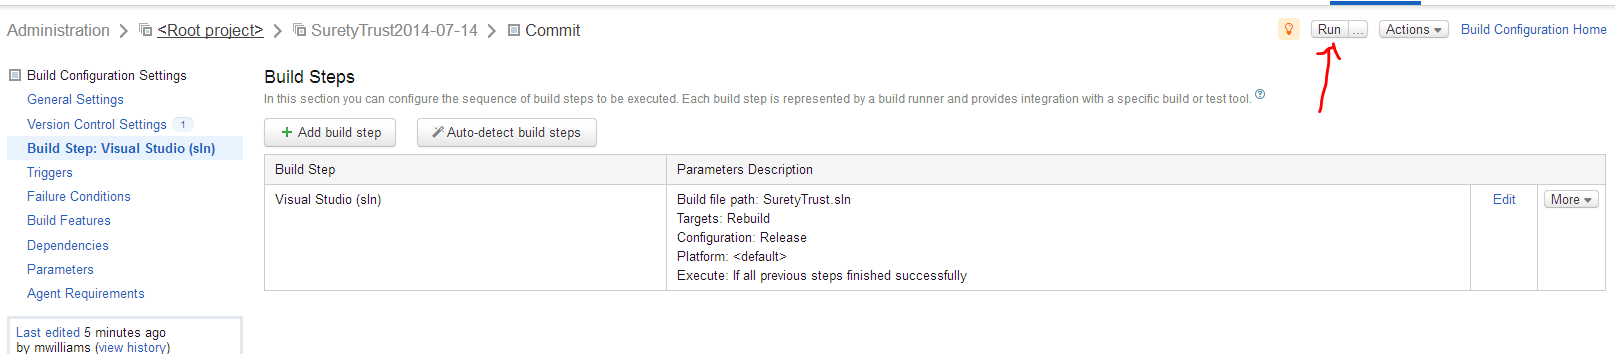 Administration > <Root project> > SuretyTrust2014-07-14 > Commit
Run ... Actions Build Configuration Home
Build Configuration Settings
General Settings
Version Control Settings 1
Build Step: Visual Studio (sln)
Triggers
Failure Conditions
Build Features
Dependencies
Parameters
Agent Requirements
Last edited 5 minutes ago
by mwilliams (view history)
Build Steps
In this section you can configure the sequence of build steps to be executed. Each build step is represented by a build runner and provides integration with a specific build or test tool. ?
+ Add build step Auto-detect build steps
Build Step Parameters Description
Visual Studio (sln) Build file path: SuretyTrust.sln Edit More
Targets: Rebuild
Configuration: Release
Platform: <default>
Execute: If all previous steps finished successfully